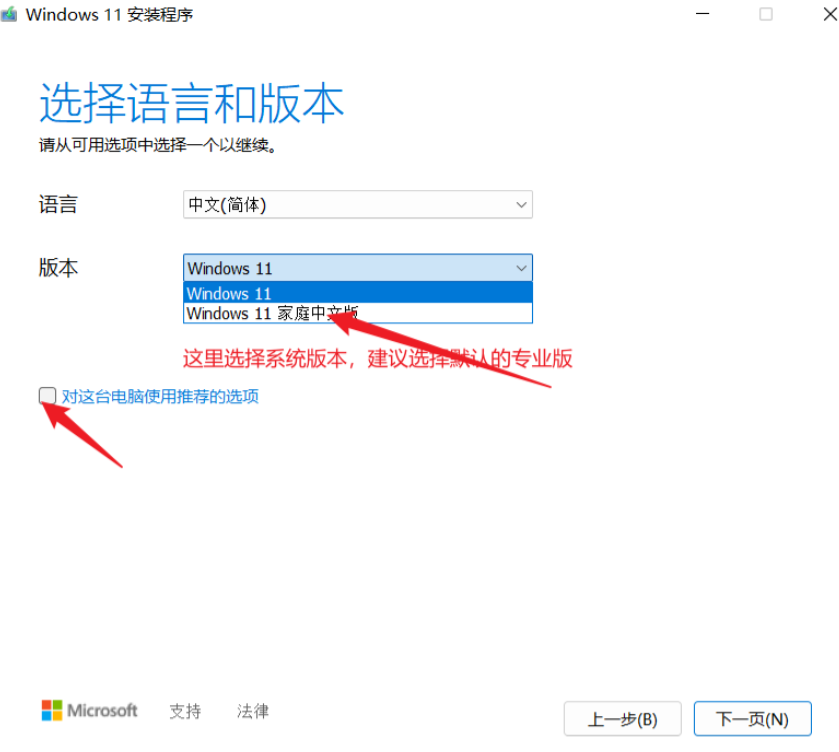 Windows 11 安装程序
选择语言和版本
请从可用选项中选择一个以继续。
语言 中文(简体)
版本 Windows 11
Windows 11
Windows 11 家庭中文版
这里选择系统版本，建议选择默认的专业版
对这台电脑使用推荐的选项
Microsoft 支持 法律 上一步(B) 下一页(N)